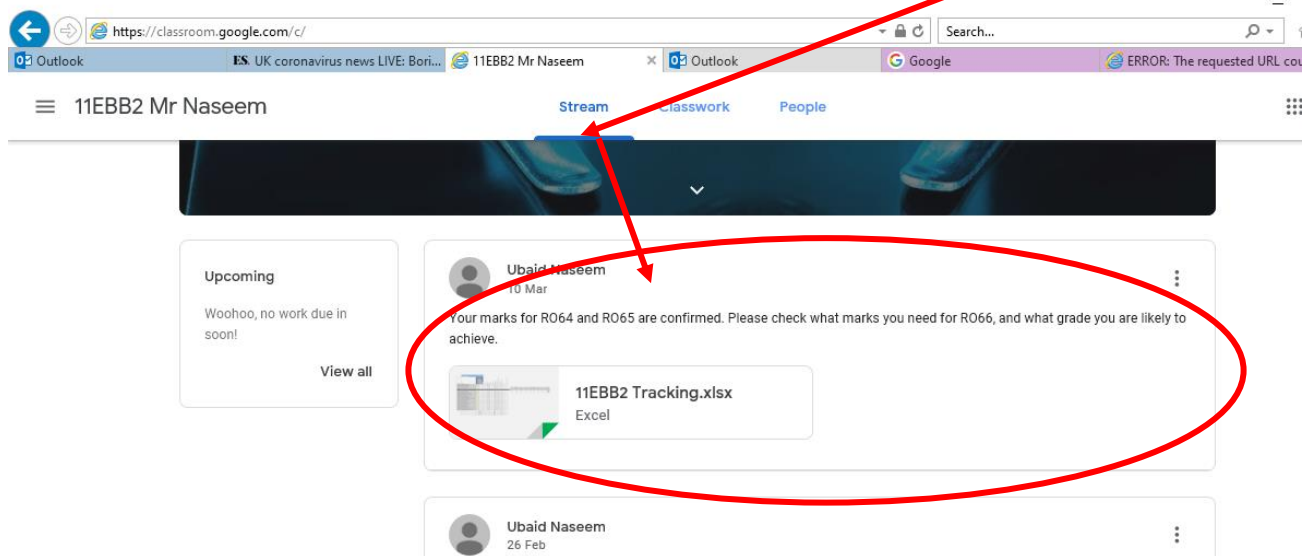 https://classroom.google.com/c/
Search...
Outlook
ES. UK coronavirus news LIVE: Bori...
11EBB2 Mr Naseem
Outlook
Google
ERROR: The requested URL cou
11EBB2 Mr Naseem
Stream
Classwork
People
Upcoming
Woohoo, no work due in
soon!
View all
Ubaid Naseem
10 Mar
Your marks for RO64 and RO65 are confirmed. Please check what marks you need for RO66, and what grade you are likely to
achieve.
11EBB2 Tracking.xlsx
Excel
Ubaid Naseem
26 Feb